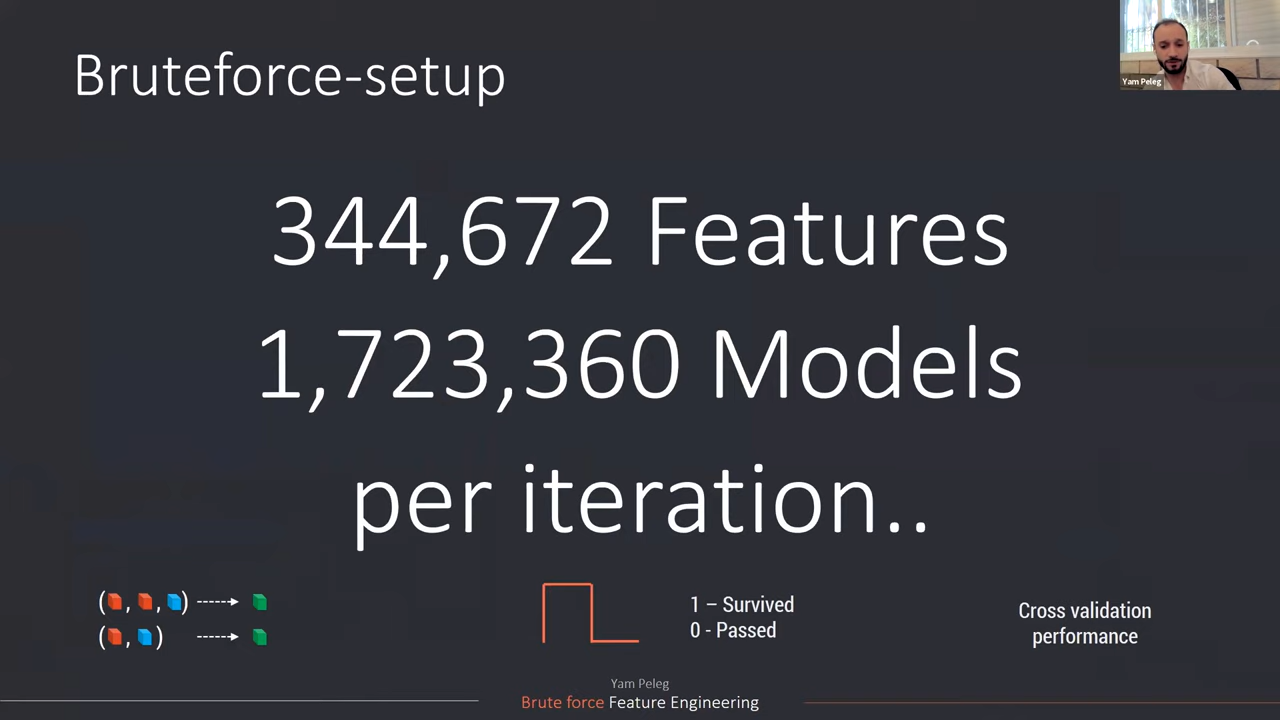 Bruteforce-setup
Yam Peleg
344,672 Features
1,723,360 Models
per iteration..
( , , ) ------>
( , ) ------>
1 – Survived
0 - Passed
Cross validation
performance
Yam Peleg
Brute force Feature Engineering